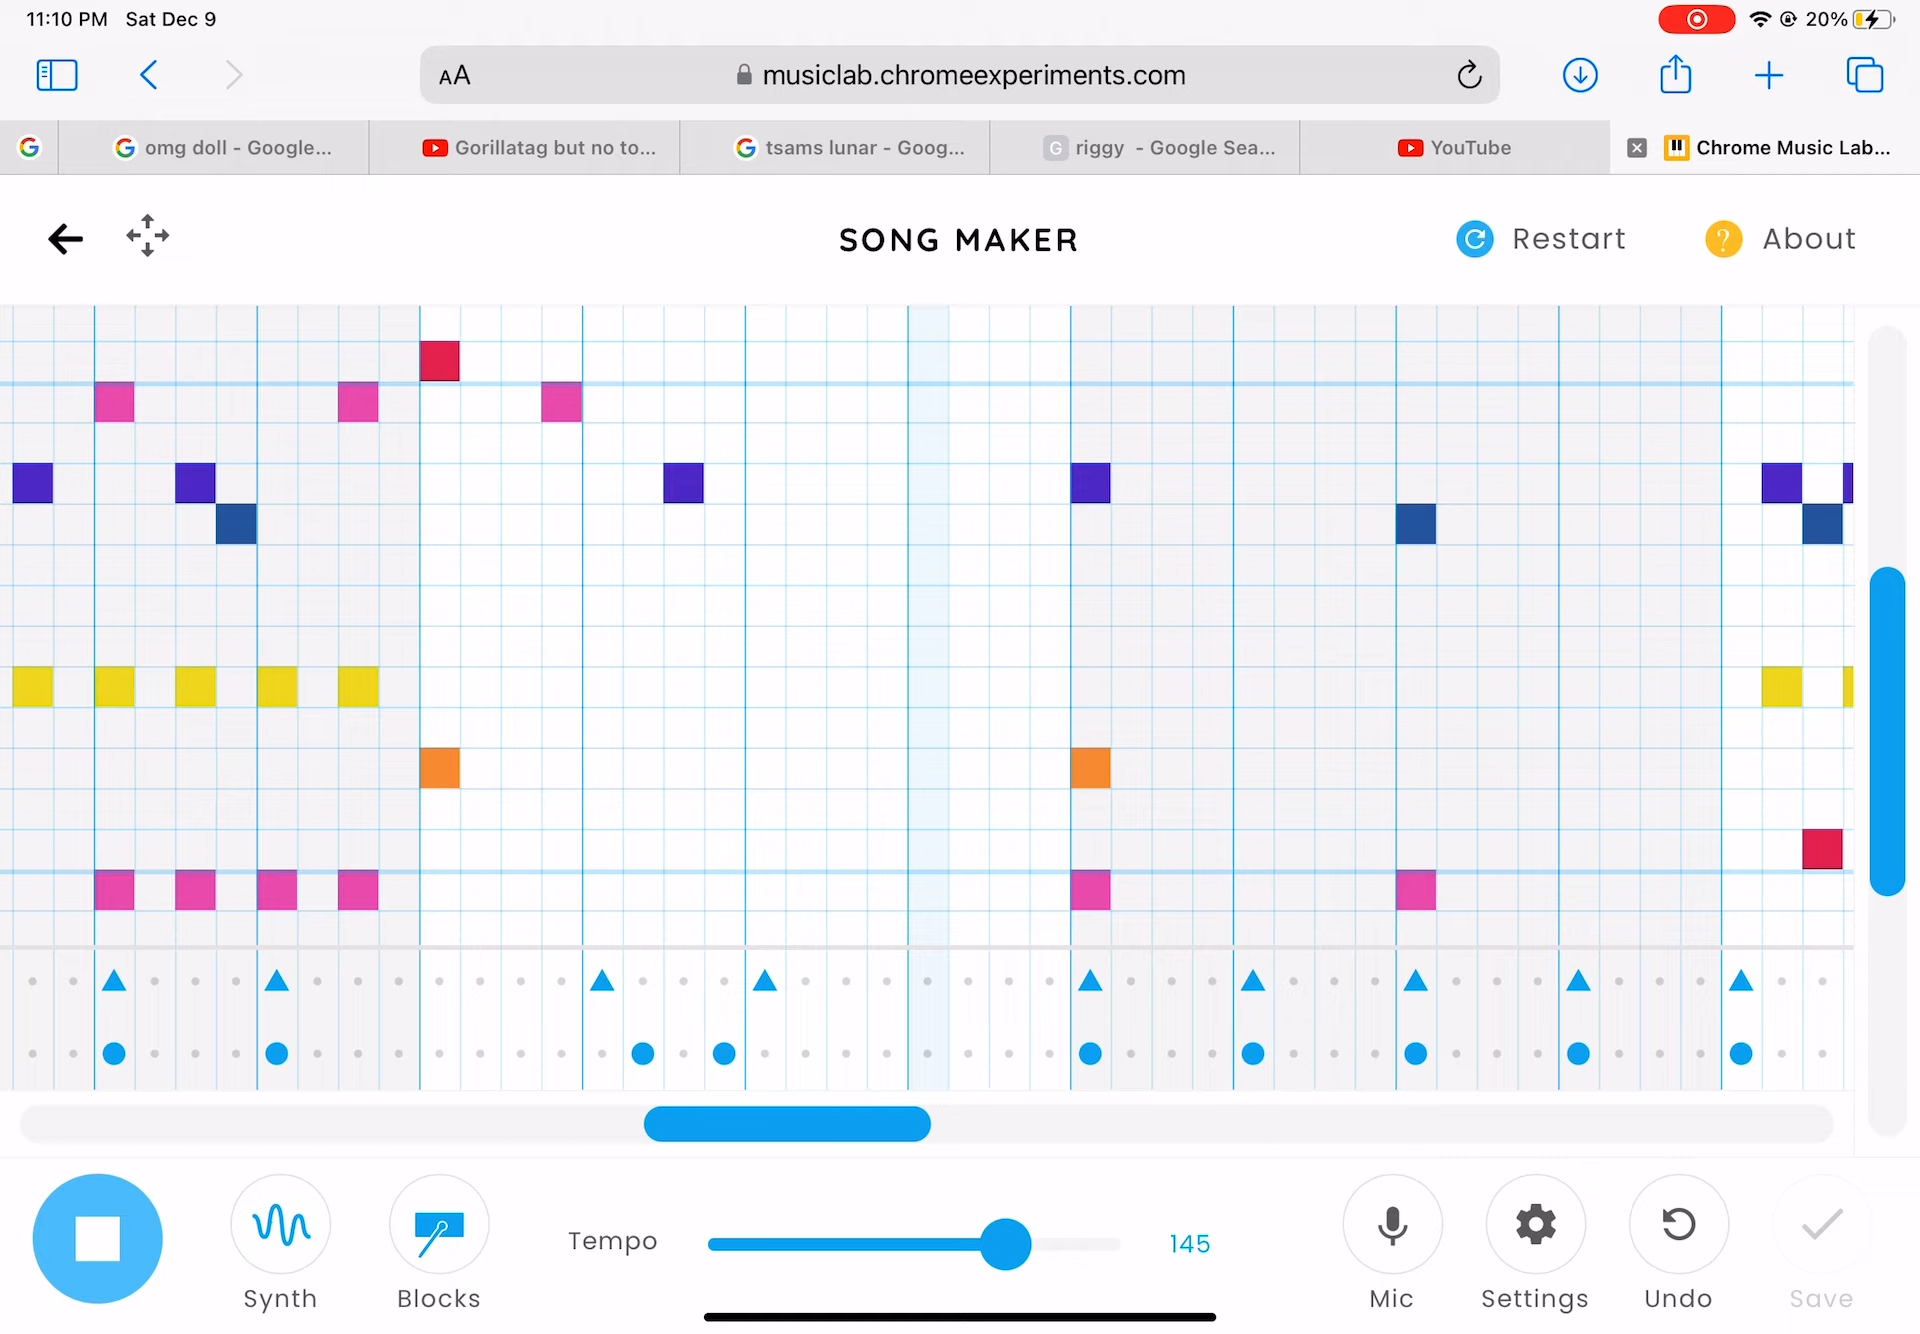 11:10 PM Sat Dec 9
20%
AA musiclab.chromeexperiments.com
omg doll - Google... Gorillatag but no to... tsams lunar - Goog... riggy - Google Sea... YouTube Chrome Music Lab...
SONG MAKER Restart About
Tempo 145
Synth Blocks Mic Settings Undo Save